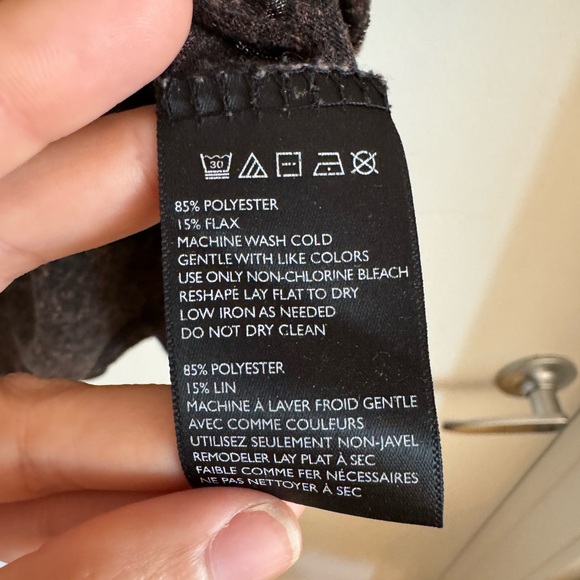 30
85% POLYESTER
15% FLAX
MACHINE WASH COLD
GENTLE WITH LIKE COLORS
USE ONLY NON-CHLORINE BLEACH
RESHAPE LAY FLAT TO DRY
LOW IRON AS NEEDED
DO NOT DRY CLEAN
85% POLYESTER
15% LIN
MACHINE À LAVER FROID GENTLE
AVEC COMME COULEURS
UTILISEZ SEULEMENT NON-JAVEL
REMODELER LAY PLAT À SEC
FAIBLE COMME FER NÉCESSAIRES
NE PAS NETTOYER À SEC